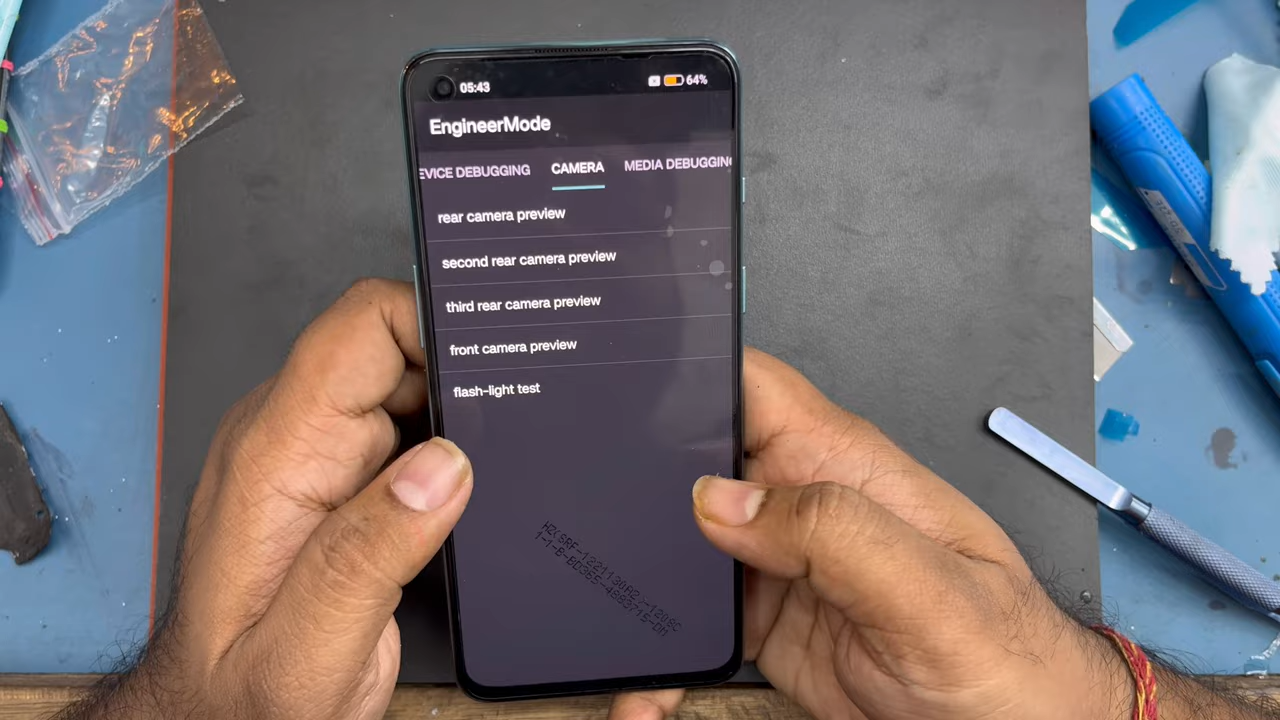 05:43
64%
EngineerMode
EVICE DEBUGGING CAMERA MEDIA DEBUGGIN
rear camera preview
second rear camera preview
third rear camera preview
front camera preview
flash-light test